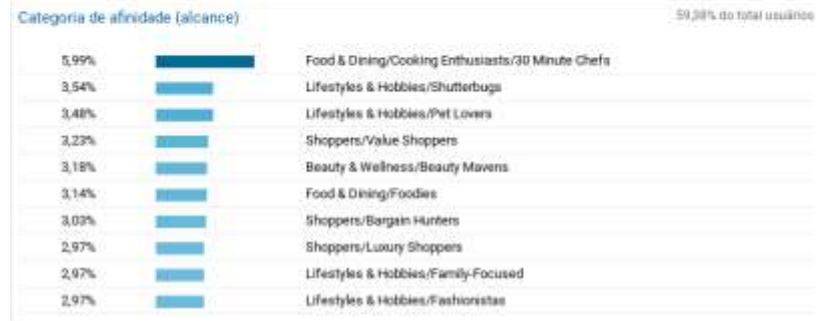 Categoria de afinidade (alcance)
59,38% do total usuários
5,99% Food & Dining/Cooking Enthusiasts/30 Minute Chefs
3,54% Lifestyles & Hobbies/Shutterbugs
3,48% Lifestyles & Hobbies/Pet Lovers
3,23% Shoppers/Value Shoppers
3,18% Beauty & Wellness/Beauty Mavens
3,14% Food & Dining/Foodies
3,03% Shoppers/Bargain Hunters
2,97% Shoppers/Luxury Shoppers
2,97% Lifestyles & Hobbies/Family-Focused
2,97% Lifestyles & Hobbies/Fashionistas